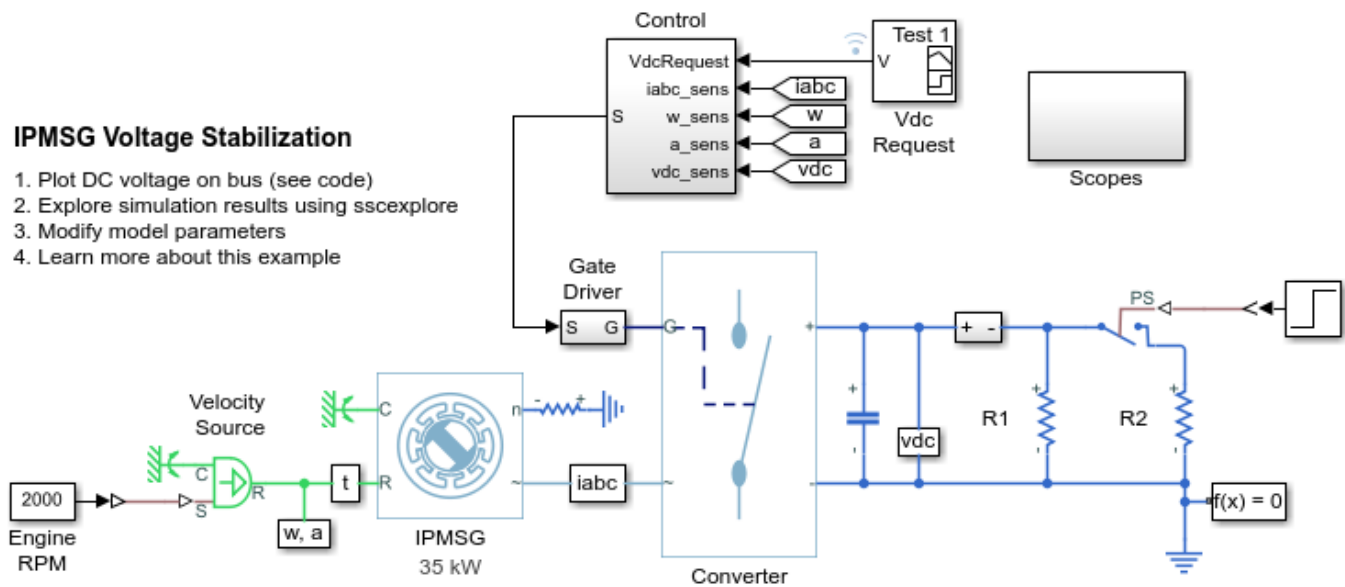 Control
Test 1
V
VdcRequest
iabc_sens
iabc
w_sens
w
S
a_sens
a
vdc_sens
vdc
Vdc
Request
Scopes
IPMSG Voltage Stabilization
1. Plot DC voltage on bus (see code)
2. Explore simulation results using sscexplore
3. Modify model parameters
4. Learn more about this example
Gate
Driver
S G
G
+
+ -
PS
Velocity
Source
C
S
R
2000
Engine
RPM
w, a
t
C
R
n
~
- +
IPMSG
35 kW
iabc
~
-
Converter
+
-
vdc
R1
+
-
R2
+
-
f(x) = 0